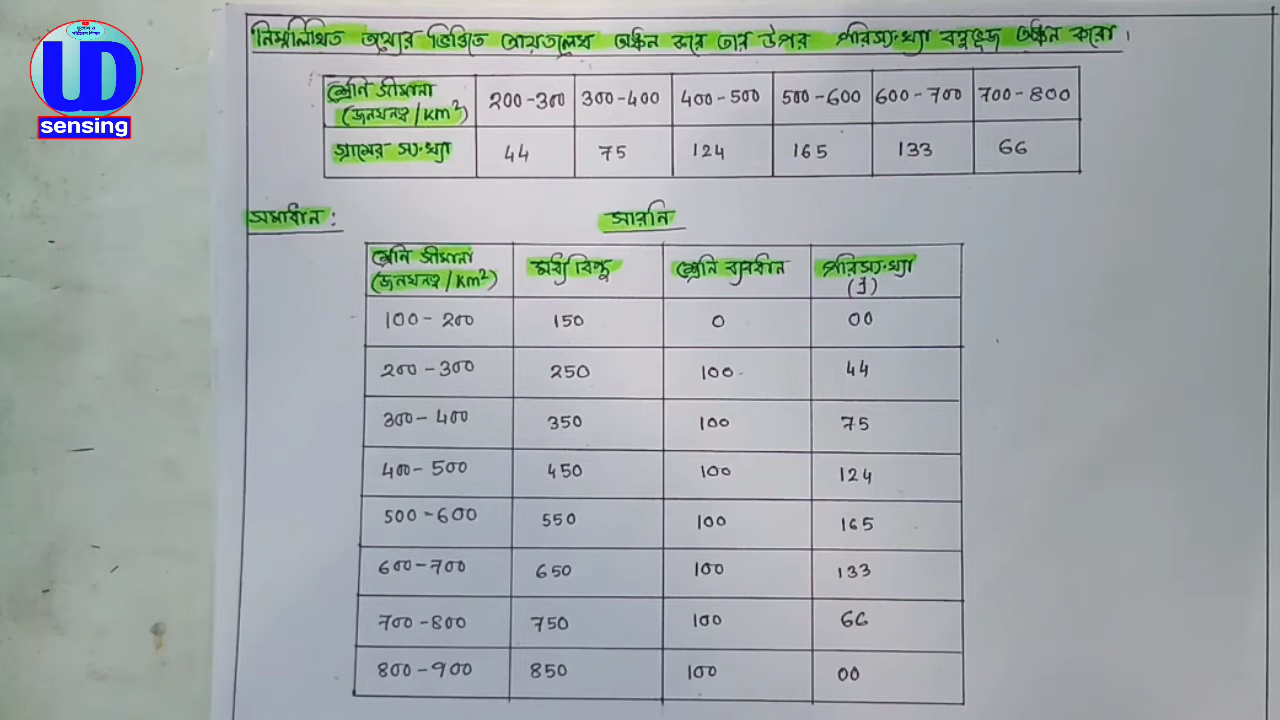 UD
sensing
নিম্নলিখিত তথ্যের ভিত্তিতে আয়তলেখ অঙ্কন করে তার উপর পরিসংখ্যা বহুভুজ অঙ্কন করো।
শ্রেনি সীমানা (জনঘনত্ব/KM²) 200-300 300-400 400-500 500-600 600-700 700-800
গ্রামের সংখ্যা 44 75 124 165 133 66
সমাধান:
সারনি
শ্রেনি সীমানা (জনঘনত্ব/KM²) মধ্যবিন্দু শ্রেনি ব্যবধান পরিসংখ্যা (f)
100-200 150 0 00
200-300 250 100 44
300-400 350 100 75
400-500 450 100 124
500-600 550 100 165
600-700 650 100 133
700-800 750 100 66
800-900 850 100 00